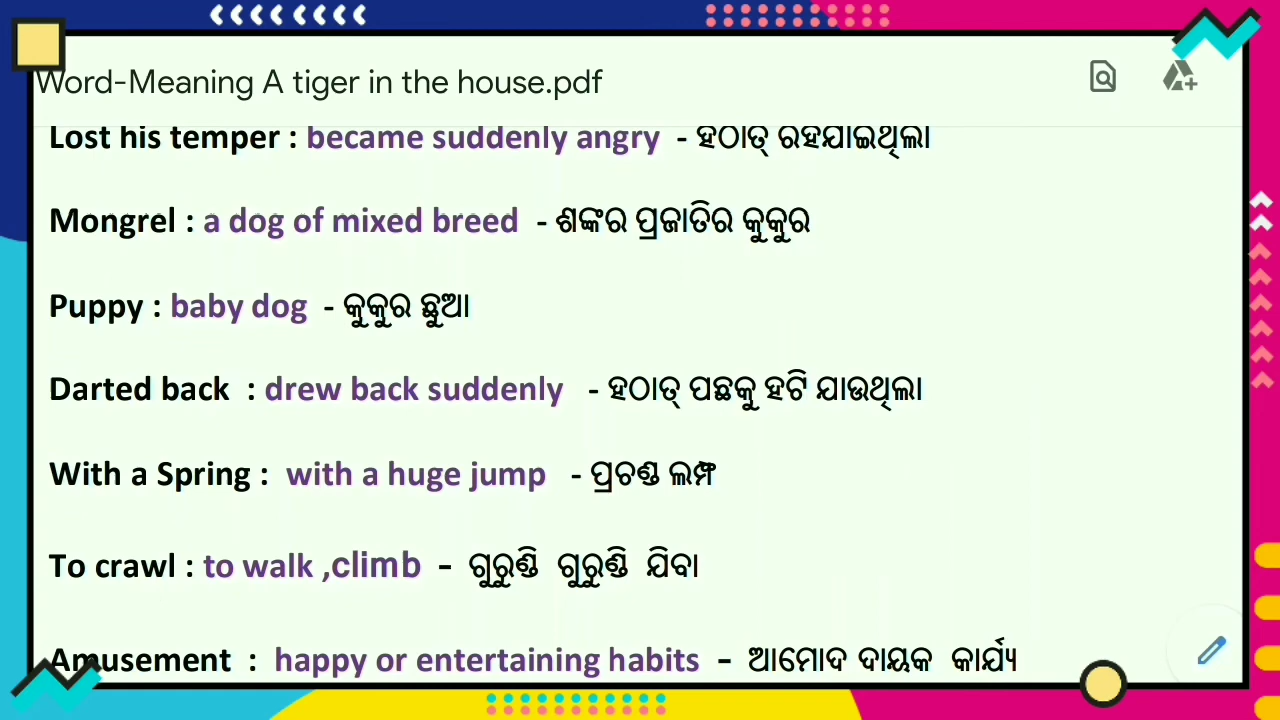 Word-Meaning A tiger in the house.pdf
Lost his temper : became suddenly angry - ହଠାତ୍ ରହଯାଇଥିଲା
Mongrel : a dog of mixed breed - ଶଙ୍କର ପ୍ରଜାତିର କୁକୁର
Puppy : baby dog - କୁକୁର ଛୁଆ
Darted back : drew back suddenly - ହଠାତ୍ ପଛକୁ ହଟି ଯାଉଥିଲା
With a Spring : with a huge jump - ପ୍ରଚଣ୍ଡ ଲମ୍ଫ
To crawl : to walk ,climb - ଗୁରୁଣ୍ଡି ଗୁରୁଣ୍ଡି ଯିବା
Amusement : happy or entertaining habits - ଆମୋଦ ଦାୟକ କାର୍ଯ୍ୟ